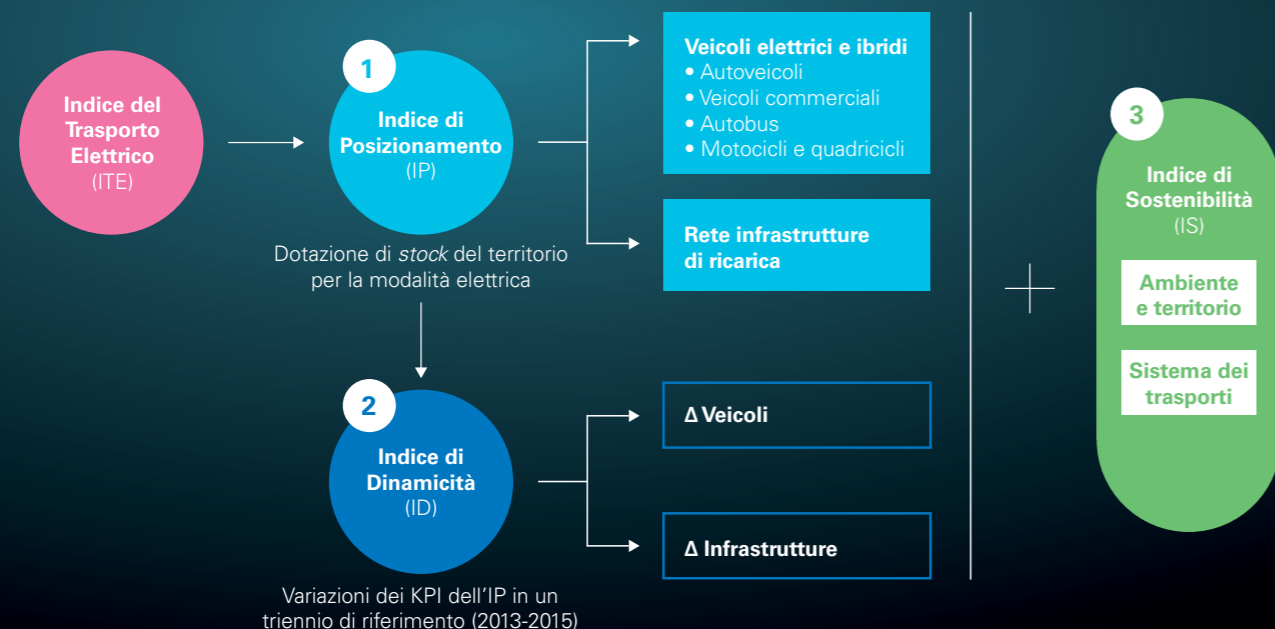 Indice del
Trasporto
Elettrico
(ITE)
1
Indice di
Posizionamento
(IP)
Dotazione di stock del territorio
per la modalità elettrica
Veicoli elettrici e ibridi
• Autoveicoli
• Veicoli commerciali
• Autobus
• Motocicli e quadricicli
Rete infrastrutture
di ricarica
2
Indice di
Dinamicità
(ID)
Variazioni dei KPI dell'IP in un
triennio di riferimento (2013-2015)
Δ Veicoli
Δ Infrastrutture
3
Indice di
Sostenibilità
(IS)
Ambiente
e territorio
Sistema dei
trasporti